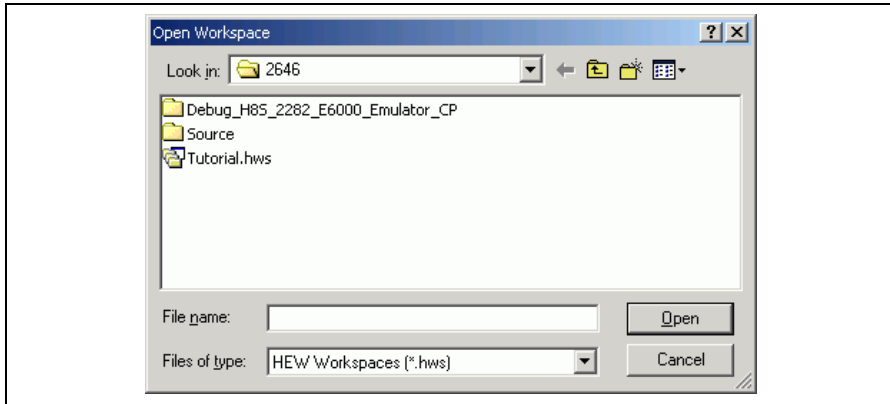 Open Workspace
Look in: 2646
Debug_H8S_2282_E6000_Emulator_CP
Source
Tutorial.hws
File name: Open
Files of type: HEW Workspaces (*.hws) Cancel